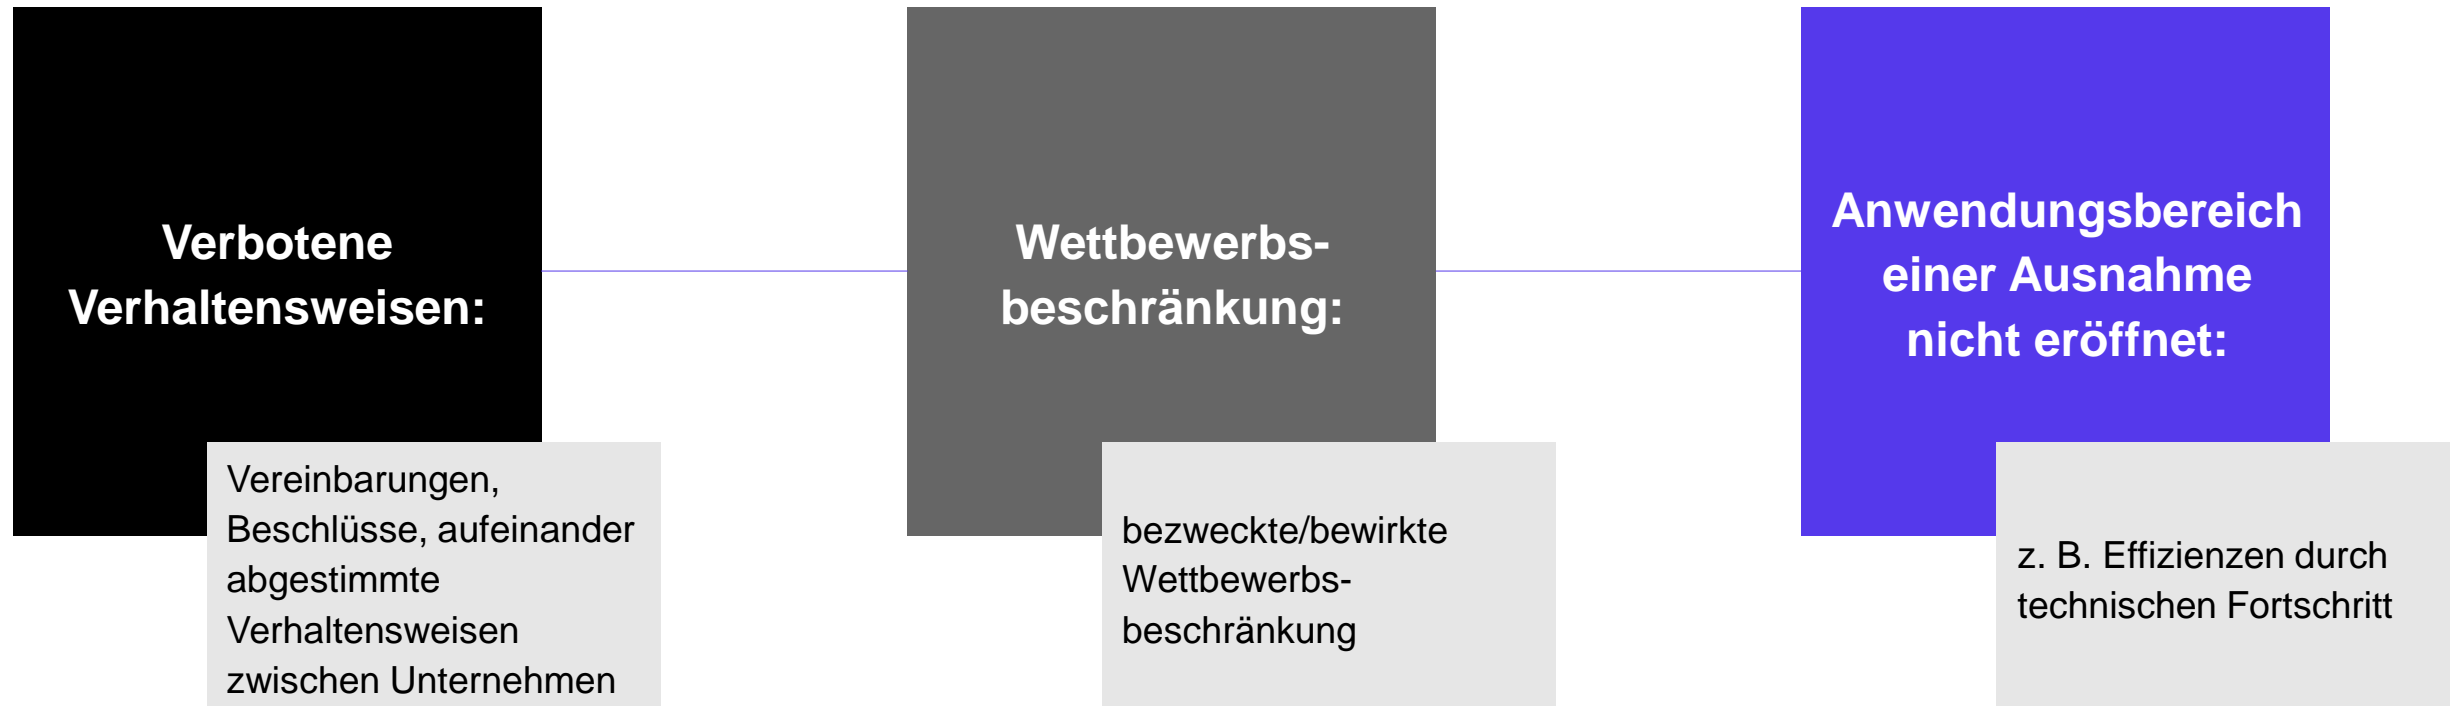 Verbotene
Verhaltensweisen:
Vereinbarungen,
Beschlüsse, aufeinander
abgestimmte
Verhaltensweisen
zwischen Unternehmen
Wettbewerbs-
beschränkung:
bezweckte/bewirkte
Wettbewerbs-
beschränkung
Anwendungsbereich
einer Ausnahme
nicht eröffnet:
z. B. Effizienzen durch
technischen Fortschritt